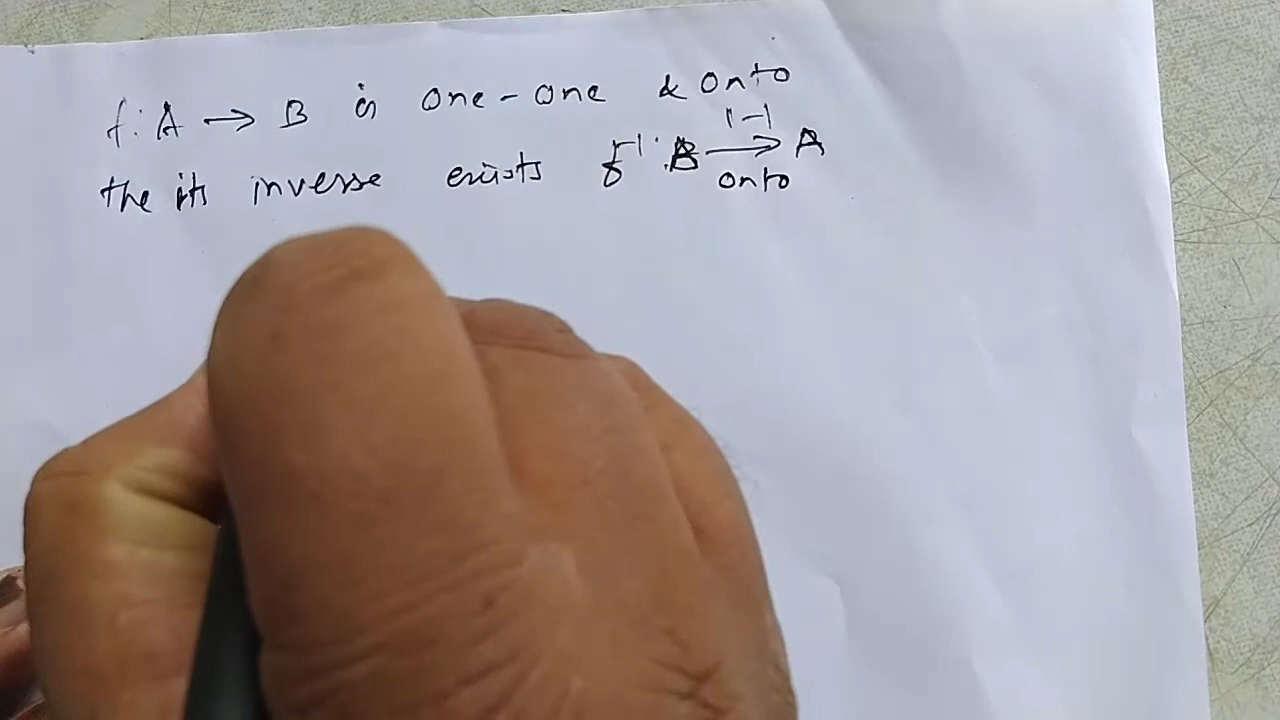 f: A → B is one-one & onto
the its inverse exists f⁻¹: B 1-1→ onto A